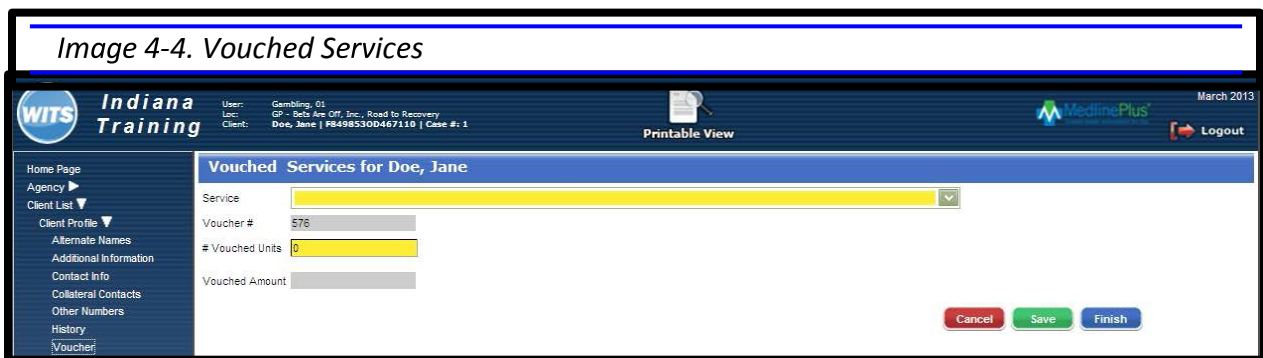 Image 4-4. Vouched Services
WITS
Indiana
Training
User: Gambling, 01
Loc: GP - Bets Are Off, Inc., Road to Recovery
Client: Doe, Jane | F849853OD467110 | Case #: 1
Printable View
MedlinePlus
March 2013
Logout
Home Page
Agency
Client List
Client Profile
Alternate Names
Additional Information
Contact Info
Collateral Contacts
Other Numbers
History
Voucher
Vouched Services for Doe, Jane
Service
Voucher # 576
# Vouched Units 0
Vouched Amount
Cancel Save Finish